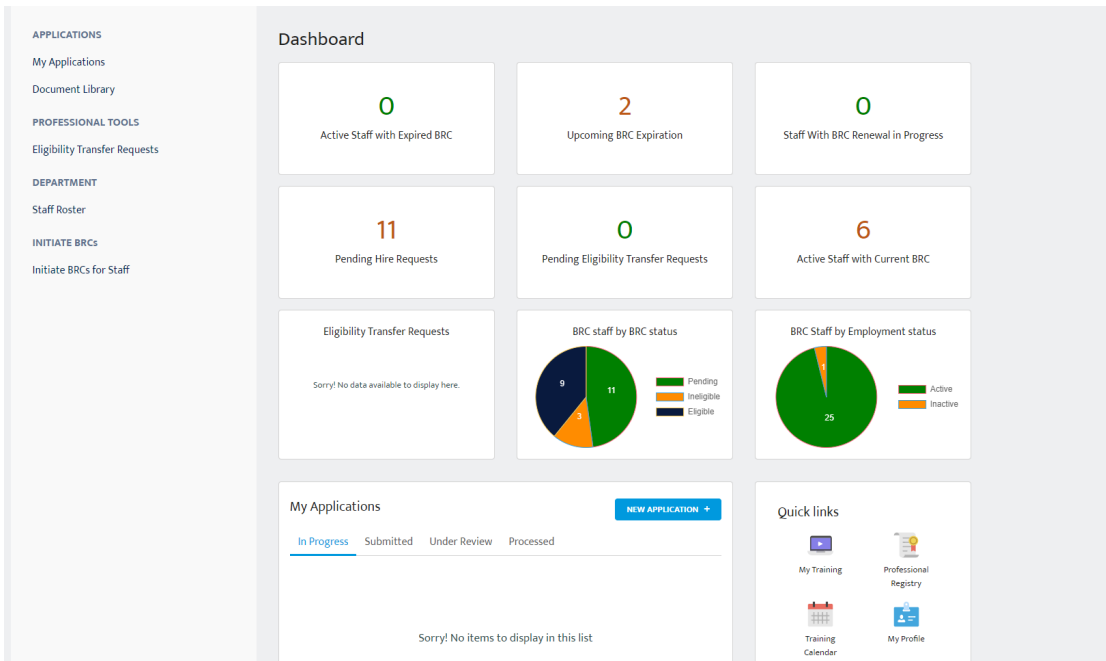 APPLICATIONS
My Applications
Document Library
PROFESSIONAL TOOLS
Eligibility Transfer Requests
DEPARTMENT
Staff Roster
INITIATE BRCs
Initiate BRCs for Staff
Dashboard
0
Active Staff with Expired BRC
2
Upcoming BRC Expiration
0
Staff With BRC Renewal in Progress
11
Pending Hire Requests
0
Pending Eligibility Transfer Requests
6
Active Staff with Current BRC
Eligibility Transfer Requests
Sorry! No data available to display here.
BRC staff by BRC status
9
11
3
Pending
Ineligible
Eligible
BRC Staff by Employment status
1
25
Active
Inactive
My Applications
NEW APPLICATION +
In Progress Submitted Under Review Processed
Sorry! No items to display in this list
Quick links
My Training
Professional
Registry
Training
Calendar
My Profile